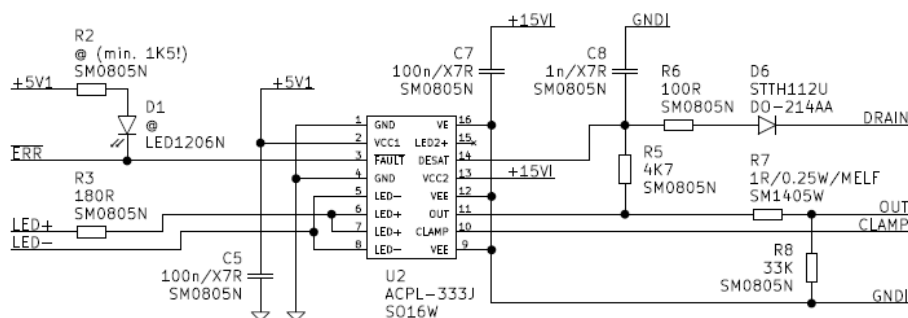 +15VI
GNDI
R2
@ (min. 1K5!)
SM0805N
+5V1
+5V1
C7
100n/X7R
SM0805N
C8
1n/X7R
SM0805N
R6
100R
SM0805N
D6
STTH112U
DO-214AA
DRAIN
D1
@
LED1206N
ERR
1 GND VE 16
2 VCC1 LED2+ 15
3 FAULT DESAT 14
4 GND VCC2 13
5 LED- VEE 12
6 LED+ OUT 11
7 LED+ CLAMP 10
8 LED- VEE 9
+15VI
R5
4K7
SM0805N
R7
1R/0.25W/MELF
SM1405W
OUT
CLAMP
R3
180R
SM0805N
LED+
LED-
C5
100n/X7R
SM0805N
U2
ACPL-333J
SO16W
R8
33K
SM0805N
GNDI